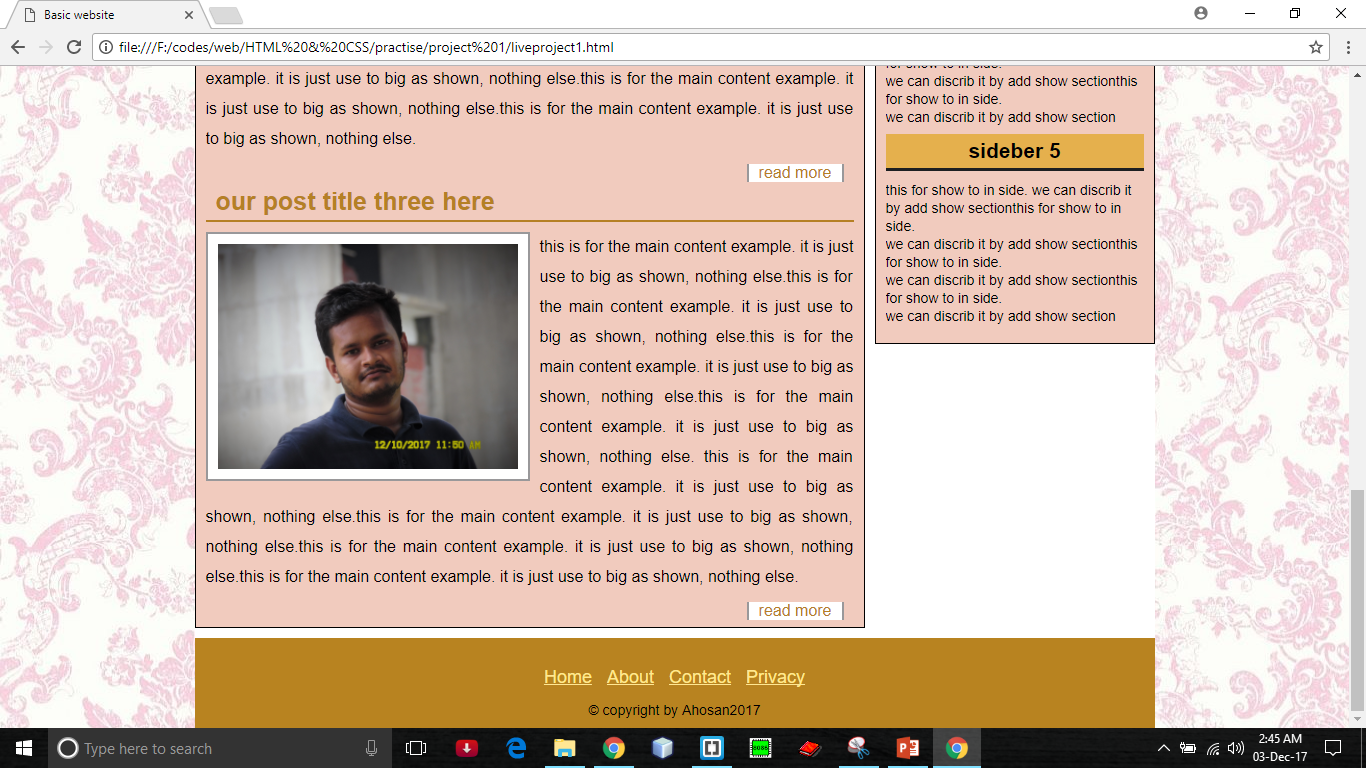 Basic website
file:///F:/codes/web/HTML%20&%20CSS/practise/project%201/liveproject1.html
example. it is just use to big as shown, nothing else.this is for the main content example. it
is just use to big as shown, nothing else.this is for the main content example. it is just use
to big as shown, nothing else.
read more
our post title three here
12/10/2017 11:50 AM
this is for the main content example. it is just
use to big as shown, nothing else.this is for
the main content example. it is just use to
big as shown, nothing else.this is for the
main content example. it is just use to big as
shown, nothing else.this is for the main
content example. it is just use to big as
shown, nothing else. this is for the main
content example. it is just use to big as
shown, nothing else.this is for the main content example. it is just use to big as shown,
nothing else.this is for the main content example. it is just use to big as shown, nothing
else.this is for the main content example. it is just use to big as shown, nothing else.
read more
for show to in side.
we can discrib it by add show sectionthis
for show to in side.
we can discrib it by add show section
sideber 5
this for show to in side. we can discrib it
by add show sectionthis for show to in
side.
we can discrib it by add show sectionthis
for show to in side.
we can discrib it by add show sectionthis
for show to in side.
we can discrib it by add show section
Home About Contact Privacy
© copyright by Ahosan2017
Type here to search
8085
2:45 AM
03-Dec-17